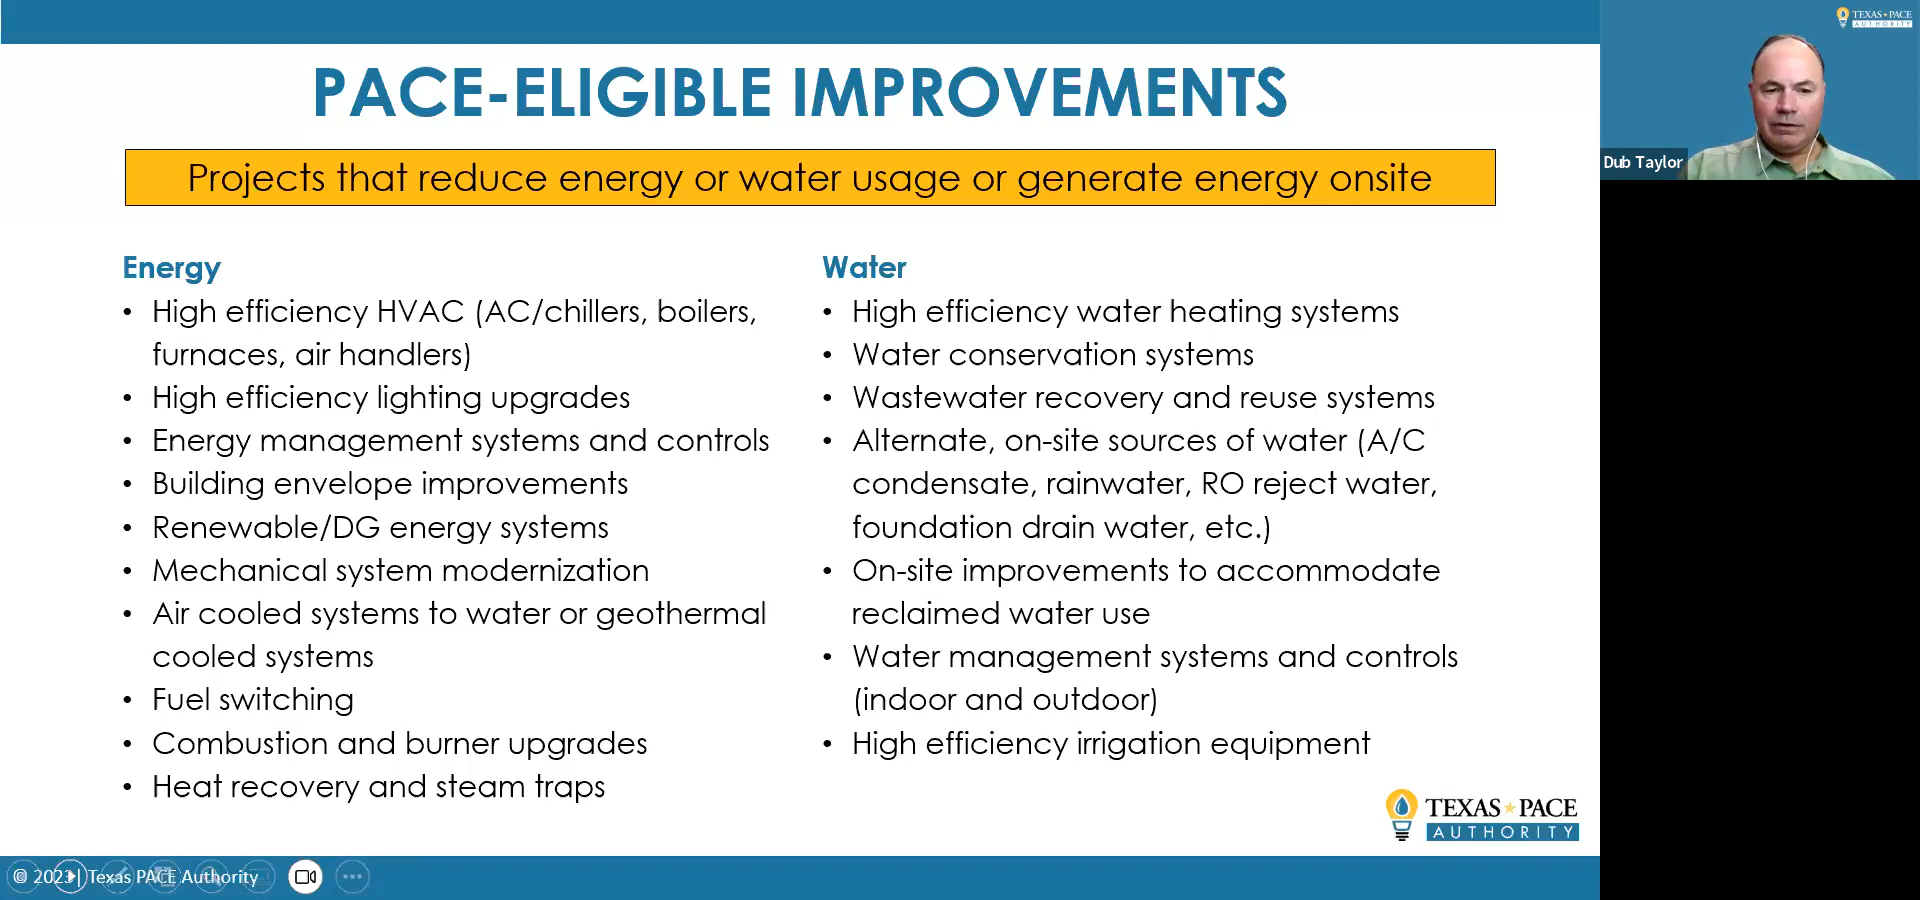 PACE-ELIGIBLE IMPROVEMENTS
Projects that reduce energy or water usage or generate energy onsite
Energy
• High efficiency HVAC (AC/chillers, boilers,
furnaces, air handlers)
• High efficiency lighting upgrades
• Energy management systems and controls
• Building envelope improvements
• Renewable/DG energy systems
• Mechanical system modernization
• Air cooled systems to water or geothermal
cooled systems
• Fuel switching
• Combustion and burner upgrades
• Heat recovery and steam traps
Water
• High efficiency water heating systems
• Water conservation systems
• Wastewater recovery and reuse systems
• Alternate, on-site sources of water (A/C
condensate, rainwater, RO reject water,
foundation drain water, etc.)
• On-site improvements to accommodate
reclaimed water use
• Water management systems and controls
(indoor and outdoor)
• High efficiency irrigation equipment
TEXAS PACE
AUTHORITY
© 2023 | Texas PACE Authority
TEXAS PACE
AUTHORITY
Dub Taylor